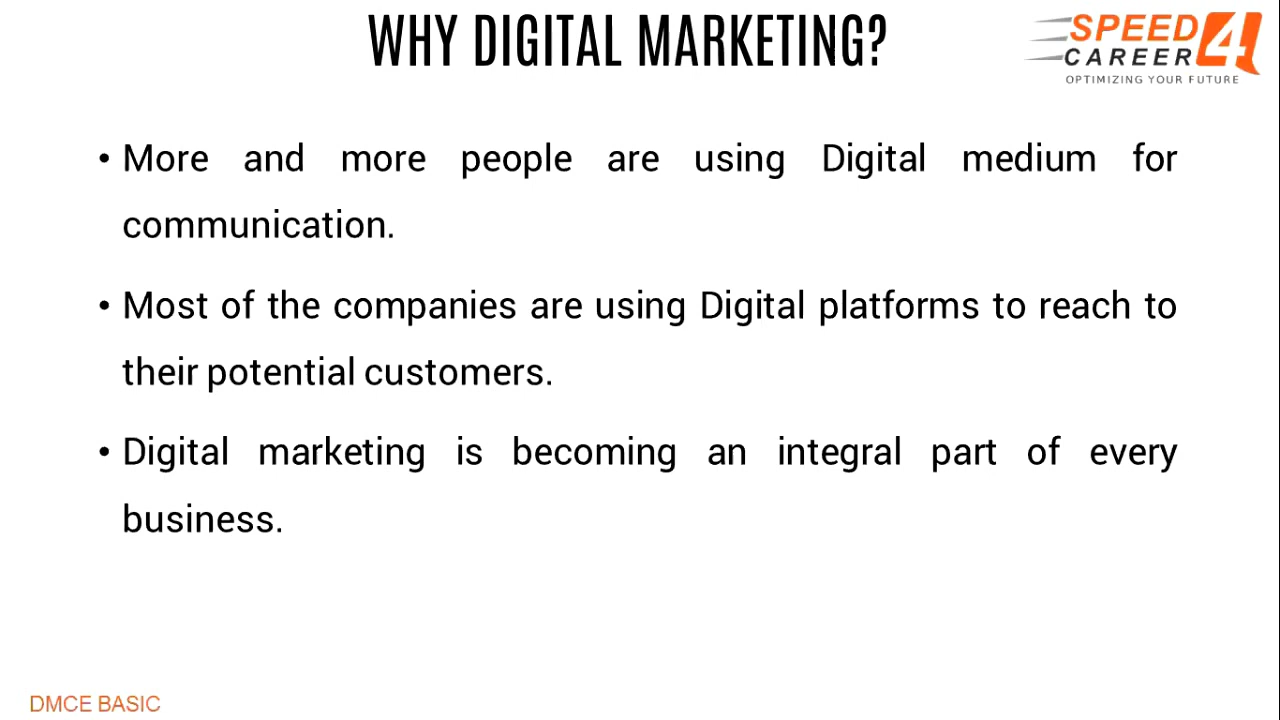 WHY DIGITAL MARKETING?
SPEED 4
CAREER
OPTIMIZING YOUR FUTURE
• More and more people are using Digital medium for
communication.
• Most of the companies are using Digital platforms to reach to
their potential customers.
• Digital marketing is becoming an integral part of every
business.
DMCE BASIC